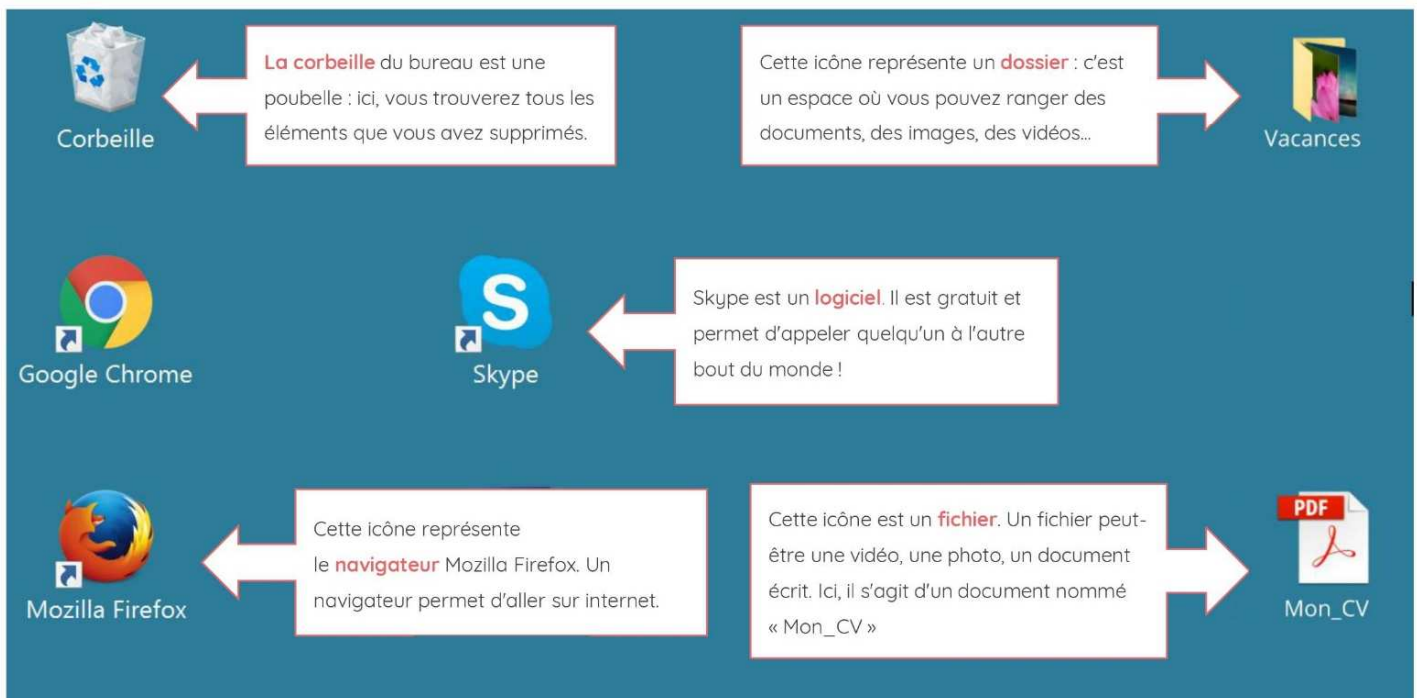 La corbeille du bureau est une
poubelle : ici, vous trouverez tous les
éléments que vous avez supprimés.
Corbeille
Cette icône représente un dossier : c'est
un espace où vous pouvez ranger des
documents, des images, des vidéos...
Vacances
Google Chrome
S
Skype
Skype est un logiciel. Il est gratuit et
permet d'appeler quelqu'un à l'autre
bout du monde !
Mozilla Firefox
Cette icône représente
le navigateur Mozilla Firefox. Un
navigateur permet d'aller sur internet.
Cette icône est un fichier. Un fichier peut-
être une vidéo, une photo, un document
écrit. Ici, il s'agit d'un document nommé
« Mon_CV »
PDF
Mon_CV